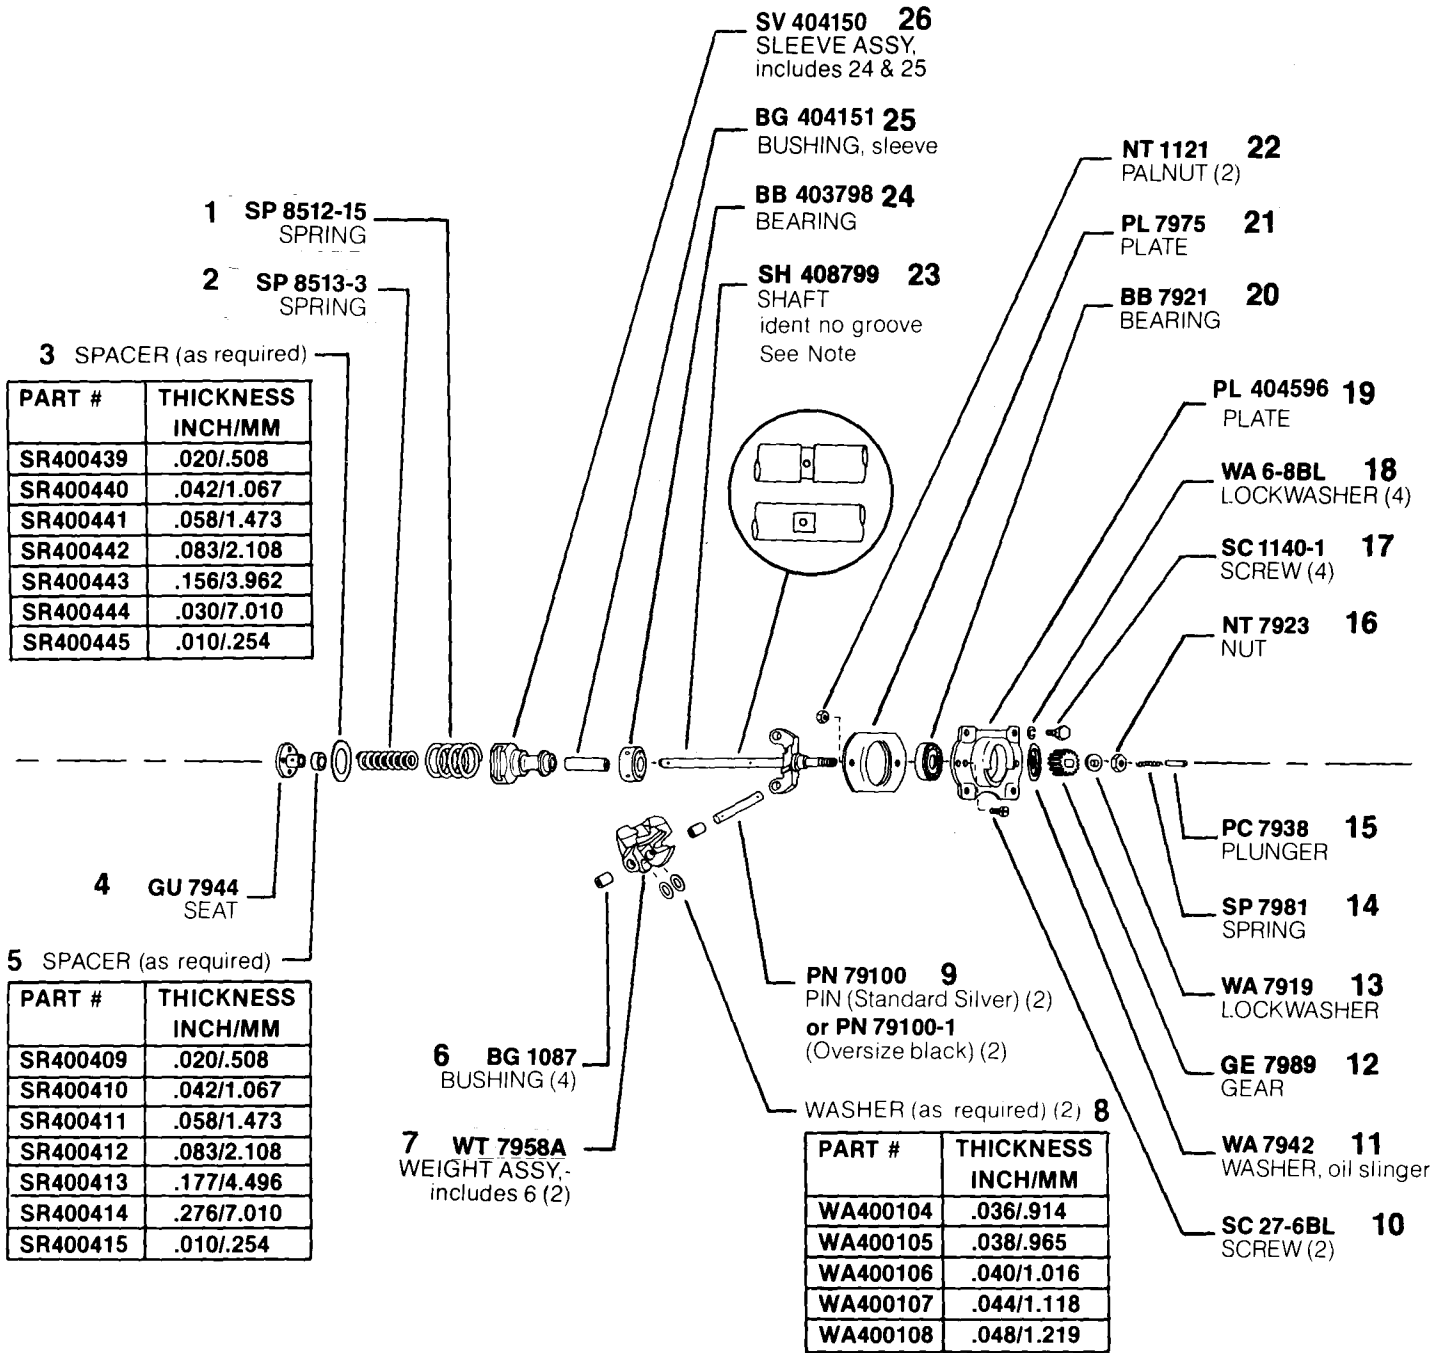 SV 404150 26
SLEEVE ASSY,
includes 24 & 25
BG 404151 25
BUSHING, sleeve
BB 403798 24
BEARING
SH 408799 23
SHAFT
ident no groove
See Note
NT 1121 22
PALNUT (2)
PL 7975 21
PLATE
BB 7921 20
BEARING
PL 404596 19
PLATE
WA 6-8BL 18
LOCKWASHER (4)
SC 1140-1 17
SCREW (4)
NT 7923 16
NUT
1 SP 8512-15
SPRING
2 SP 8513-3
SPRING
3 SPACER (as required)
PART # THICKNESS
INCH/MM
SR400439 .020/.508
SR400440 .042/1.067
SR400441 .058/1.473
SR400442 .083/2.108
SR400443 .156/3.962
SR400444 .030/7.010
SR400445 .010/.254
4 GU 7944
SEAT
5 SPACER (as required)
PART # THICKNESS
INCH/MM
SR400409 .020/.508
SR400410 .042/1.067
SR400411 .058/1.473
SR400412 .083/2.108
SR400413 .177/4.496
SR400414 .276/7.010
SR400415 .010/.254
6 BG 1087
BUSHING (4)
7 WT 7958A
WEIGHT ASSY,-
includes 6 (2)
PN 79100 9
PIN (Standard Silver) (2)
or PN 79100-1
(Oversize black) (2)
WASHER (as required) (2) 8
PART # THICKNESS
INCH/MM
WA400104 .036/.914
WA400105 .038/.965
WA400106 .040/1.016
WA400107 .044/1.118
WA400108 .048/1.219
PC 7938 15
PLUNGER
SP 7981 14
SPRING
WA 7919 13
LOCKWASHER
GE 7989 12
GEAR
WA 7942 11
WASHER, oil slinger
SC 27-6BL 10
SCREW (2)